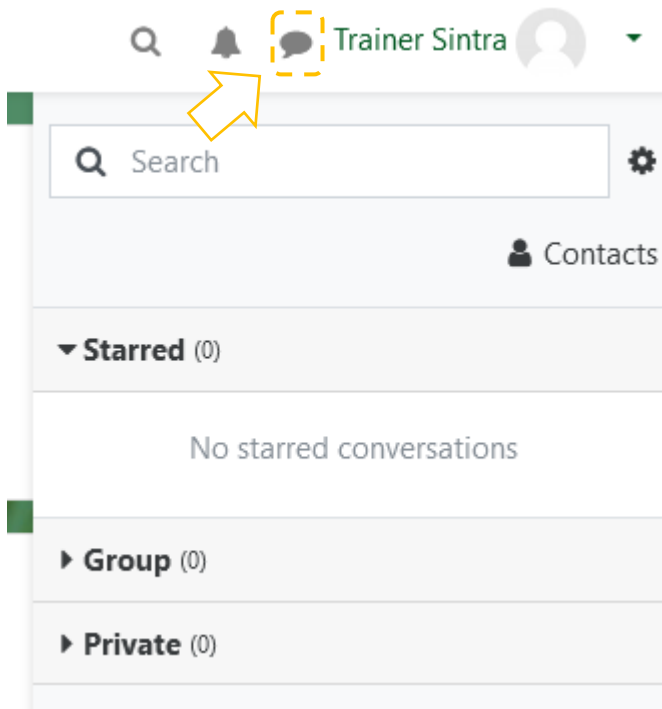 Trainer Sintra
Search
Contacts
Starred (0)
No starred conversations
Group (0)
Private (0)